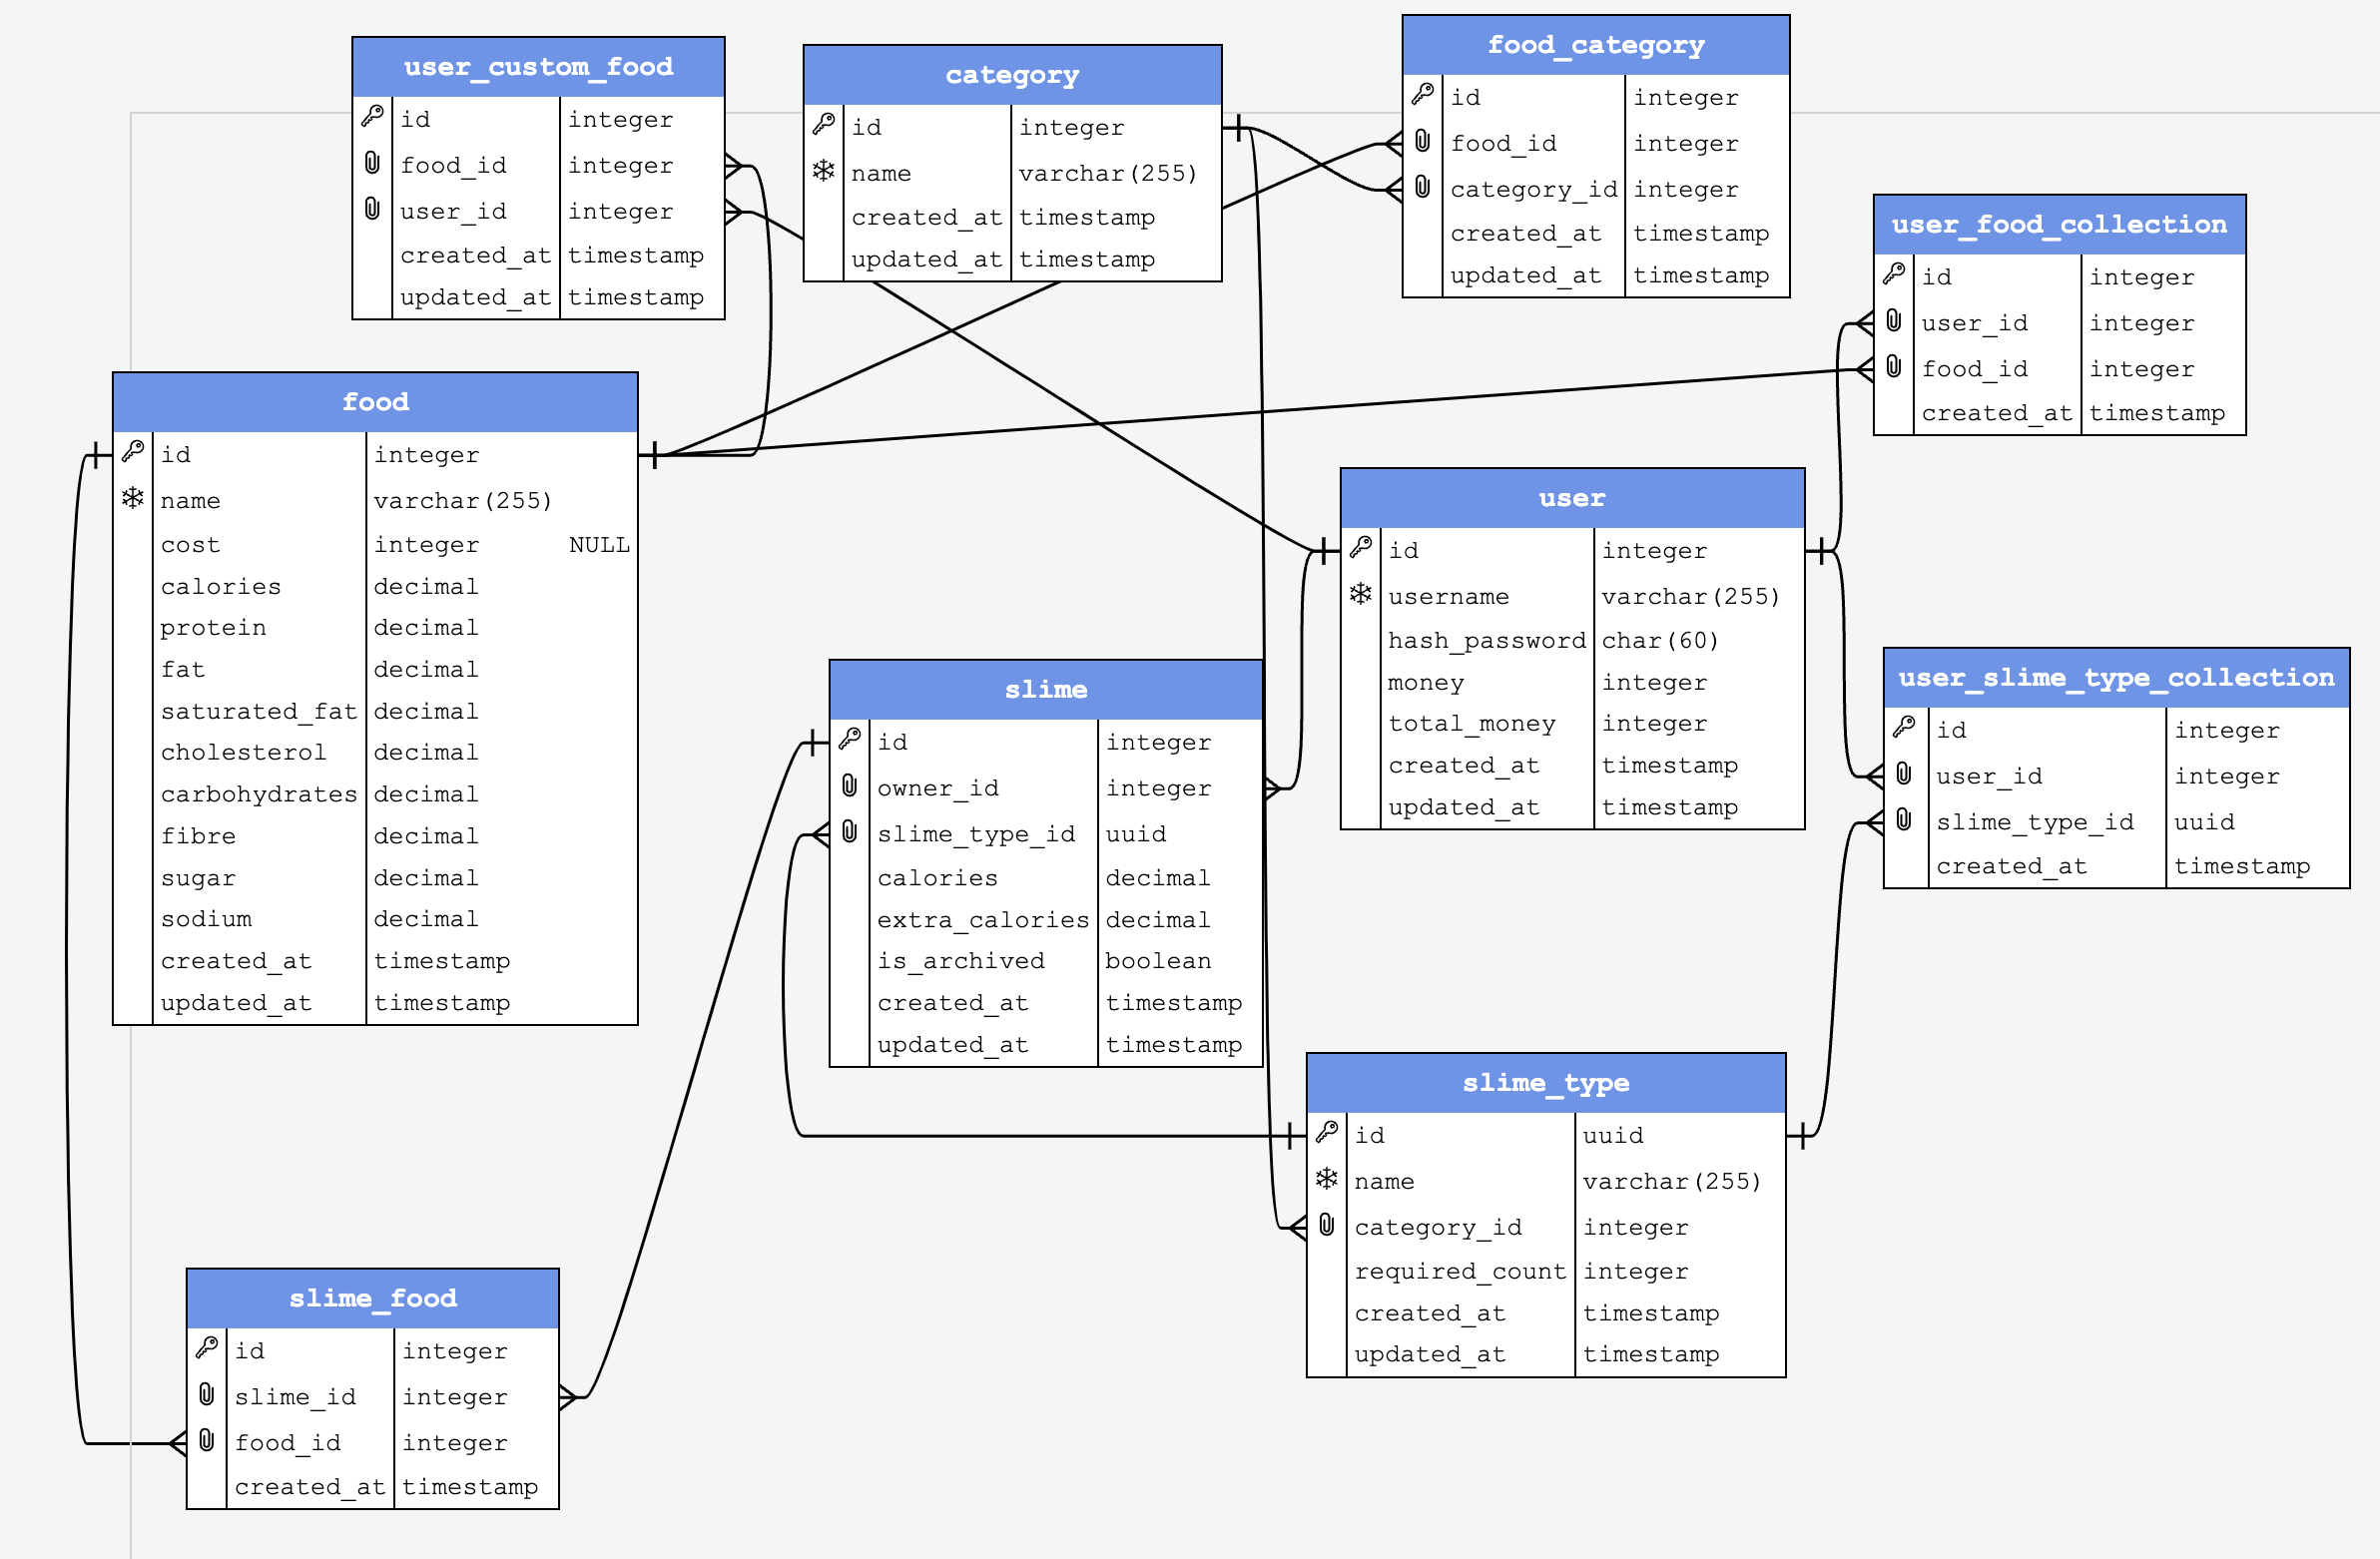 user_custom_food
id integer
food_id integer
user_id integer
created_at timestamp
updated_at timestamp
category
id integer
name varchar(255)
created_at timestamp
updated_at timestamp
food_category
id integer
food_id integer
category_id integer
created_at timestamp
updated_at timestamp
user_food_collection
id integer
user_id integer
food_id integer
created_at timestamp
food
id integer
name varchar(255)
cost integer NULL
calories decimal
protein decimal
fat decimal
saturated_fat decimal
cholesterol decimal
carbohydrates decimal
fibre decimal
sugar decimal
sodium decimal
created_at timestamp
updated_at timestamp
user
id integer
username varchar(255)
hash_password char(60)
money integer
total_money integer
created_at timestamp
updated_at timestamp
slime
id integer
owner_id integer
slime_type_id uuid
calories decimal
extra_calories decimal
is_archived boolean
created_at timestamp
updated_at timestamp
user_slime_type_collection
id integer
user_id integer
slime_type_id uuid
created_at timestamp
slime_type
id uuid
name varchar(255)
category_id integer
required_count integer
created_at timestamp
updated_at timestamp
slime_food
id integer
slime_id integer
food_id integer
created_at timestamp